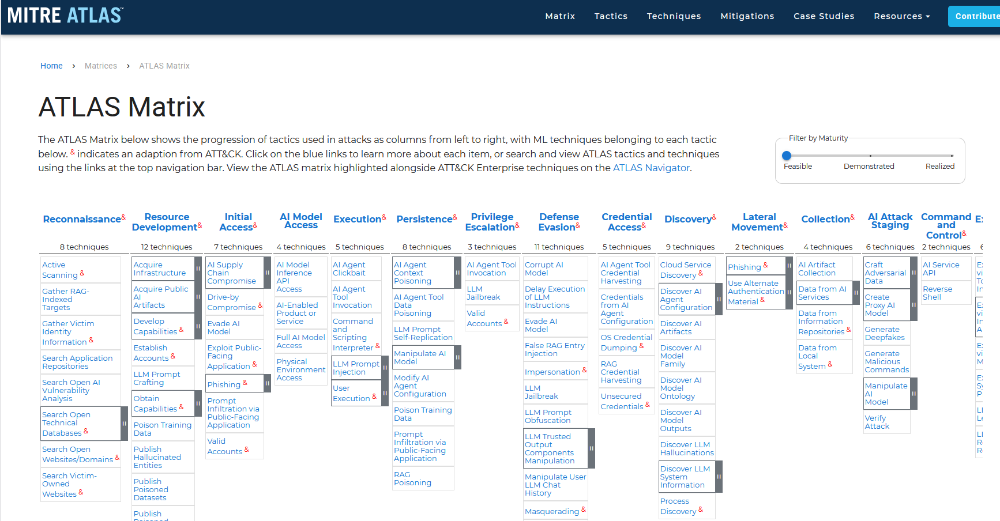 MITRE ATLAS™
Matrix
Tactics
Techniques
Mitigations
Case Studies
Resources
Contribute
Home > Matrices > ATLAS Matrix
ATLAS Matrix
The ATLAS Matrix below shows the progression of tactics used in attacks as columns from left to right, with ML techniques belonging to each tactic
below. & indicates an adaption from ATT&CK. Click on the blue links to learn more about each item, or search and view ATLAS tactics and techniques
using the links at the top navigation bar. View the ATLAS matrix highlighted alongside ATT&CK Enterprise techniques on the ATLAS Navigator.
Filter by Maturity
Feasible
Demonstrated
Realized
Reconnaissance&
8 techniques
Active
Scanning &
Gather RAG-
Indexed
Targets
Gather Victim
Identity
Information &
Search Application
Repositories
Search Open AI
Vulnerability
Analysis
Search Open
Technical
Databases &
Search Open
Websites/Domains &
Search Victim-
Owned
Websites &
Resource
Development&
12 techniques
Acquire
Infrastructure
Acquire Public
AI
Artifacts
Develop
Capabilities &
Establish
Accounts &
LLM Prompt
Crafting
Obtain
Capabilities &
Poison Training
Data
Publish
Hallucinated
Entities
Publish
Poisoned
Datasets
Publish
Poisoned
Initial
Access&
7 techniques
AI Supply
Chain
Compromise
Drive-by
Compromise &
Evade AI
Model
Exploit Public-
Facing
Application &
Phishing &
Prompt
Infiltration via
Public-Facing
Application
Valid
Accounts &
AI Model
Access
4 techniques
AI Model
Inference
API
Access
AI-Enabled
Product or
Service
Full AI Model
Access
Physical
Environment
Access
Execution&
5 techniques
AI Agent
Clickbait
AI Agent
Tool
Invocation
Command
and
Scripting
Interpreter &
LLM Prompt
Injection
User
Execution &
Persistence&
8 techniques
AI Agent
Context
Poisoning
AI Agent Tool
Data
Poisoning
LLM Prompt
Self-Replication
Manipulate AI
Model
Modify AI
Agent
Configuration
Poison Training
Data
Prompt
Infiltration via
Public-Facing
Application
RAG
Poisoning
Privilege
Escalation&
3 techniques
AI Agent Tool
Invocation
LLM
Jailbreak
Valid
Accounts &
Defense
Evasion&
11 techniques
Corrupt AI
Model
Delay Execution
of LLM
Instructions
Evade AI
Model
False RAG Entry
Injection
Impersonation &
LLM
Jailbreak
LLM Prompt
Obfuscation
LLM Trusted
Output
Components
Manipulation
Manipulate User
LLM Chat
History
Masquerading &
Credential
Access&
5 techniques
AI Agent Tool
Credential
Harvesting
Credentials
from AI
Agent
Configuration
OS Credential
Dumping &
RAG
Credential
Harvesting
Unsecured
Credentials &
Discovery&
9 techniques
Cloud Service
Discovery &
Discover AI
Agent
Configuration
Discover AI
Artifacts
Discover AI
Model
Family
Discover AI
Model
Ontology
Discover AI
Model
Outputs
Discover LLM
Hallucinations
Discover LLM
System
Information
Process
Discovery &
Lateral
Movement&
2 techniques
Phishing &
Use Alternate
Authentication
Material &
Collection&
4 techniques
AI Artifact
Collection
Data from AI
Services
Data from
Information
Repositories &
Data from
Local
System &
AI Attack
Staging
6 techniques
Craft
Adversarial
Data
Create
Proxy AI
Model
Generate
Deepfakes
Generate
Malicious
Commands
Manipulate
AI
Model
Verify
Attack
Command
and
Control&
2 techniques
AI Service
API
Reverse
Shell